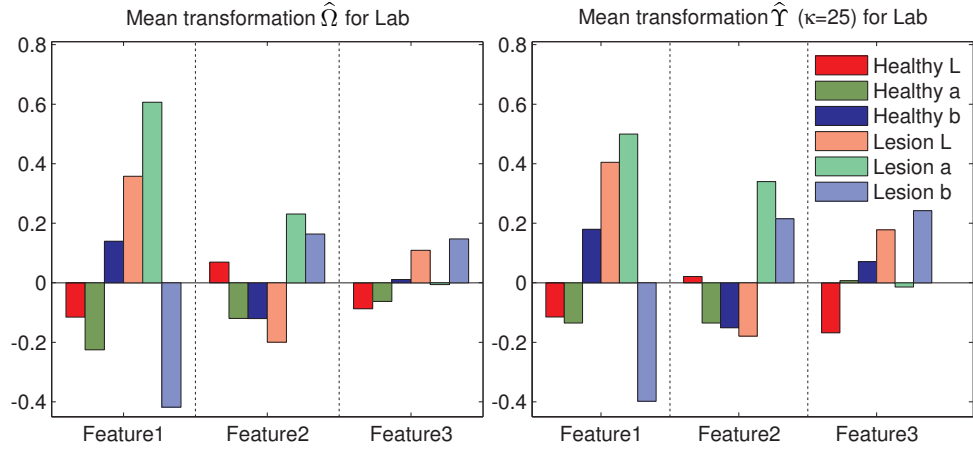 Mean transformation Ω̂ for Lab
0.8
0.6
0.4
0.2
0
-0.2
-0.4
Feature1 Feature2 Feature3
Mean transformation ϒ̂ (κ=25) for Lab
0.8
0.6
0.4
0.2
0
-0.2
-0.4
Healthy L
Healthy a
Healthy b
Lesion L
Lesion a
Lesion b
Feature1 Feature2 Feature3